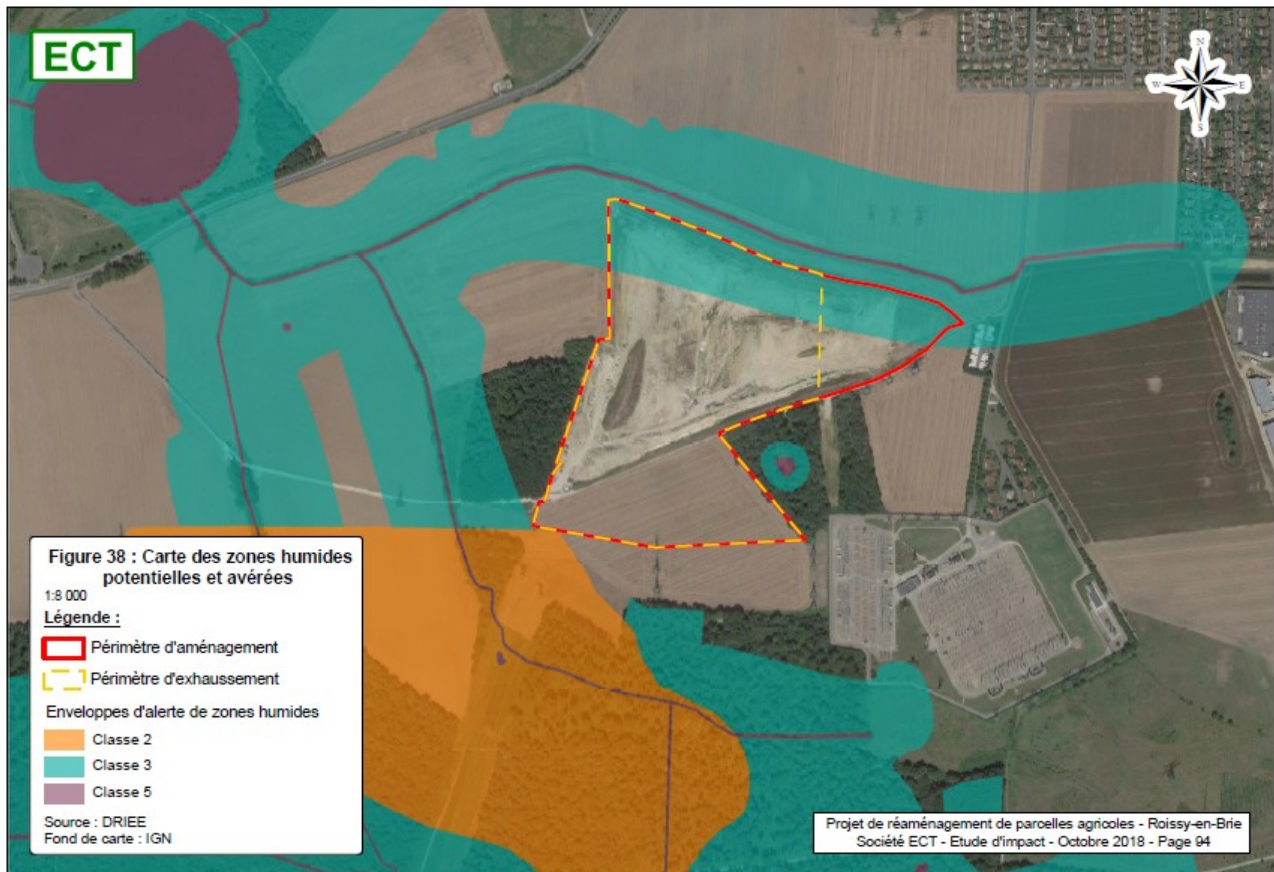 ECT
N
W
E
S
Figure 38 : Carte des zones humides
potentielles et avérées
1:8 000
Légende :
Périmètre d'aménagement
Périmètre d'exhaussement
Enveloppes d'alerte de zones humides
Classe 2
Classe 3
Classe 5
Source : DRIEE
Fond de carte : IGN
Projet de réaménagement de parcelles agricoles - Roissy-en-Brie
Société ECT - Etude d'impact - Octobre 2018 - Page 94